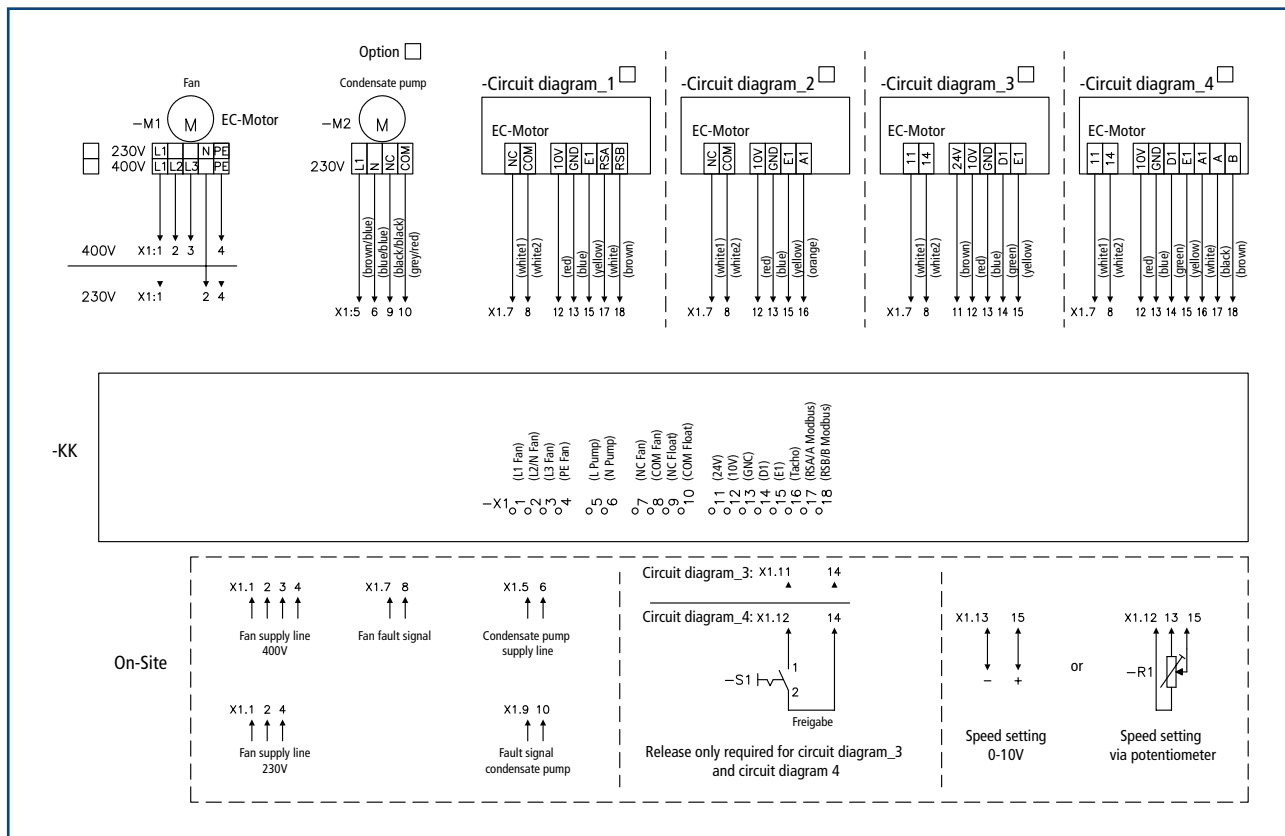 Option
Fan
Condensate pump
-Circuit diagram_1
-Circuit diagram_2
-Circuit diagram_3
-Circuit diagram_4
–M1 M EC-Motor
–M2 M
EC-Motor
EC-Motor
EC-Motor
EC-Motor
230V L1 N PE
400V L1 L2 L3 PE
230V L1 N NC COM
NC COM 10V GND E1 RSA RSB
NC COM 10V GND E1 A1
11 14 24V 10V GND D1 E1
11 14 10V GND D1 E1 A1 A B
(brown/blue) (blue/blue) (black/black) (grey/red)
(white1) (white2) (red) (blue) (yellow) (white) (brown)
(white1) (white2) (red) (blue) (yellow) (orange)
(white1) (white2) (brown) (red) (blue) (green) (yellow)
(white1) (white2) (red) (blue) (green) (yellow) (white) (black) (brown)
400V X1:1 2 3 4
230V X1:1 2 4
X1:5 6 9 10
X1.7 8 12 13 15 17 18
X1.7 8 12 13 15 16
X1.7 8 11 12 13 14 15
X1.7 8 12 13 14 15 16 17 18
-KK
(L1 Fan) (L2/N Fan) (L3 Fan) (PE Fan) (L Pump) (N Pump) (NC Fan) (COM Fan) (NC Float) (COM Float) (24V) (10V) (GNC) (D1) (E1) (Tacho) (RSA/A Modbus) (RSB/B Modbus)
–X1 1 2 3 4 5 6 7 8 9 10 11 12 13 14 15 16 17 18
On-Site
X1.1 2 3 4
Fan supply line
400V
X1.7 8
Fan fault signal
X1.5 6
Condensate pump
supply line
X1.1 2 4
Fan supply line
230V
X1.9 10
Fault signal
condensate pump
Circuit diagram_3: X1.11 14
Circuit diagram_4: X1.12 14
–S1 1
2
Freigabe
Release only required for circuit diagram_3
and circuit diagram 4
X1.13 15
– +
Speed setting
0-10V
or
X1.12 13 15
–R1
Speed setting
via potentiometer